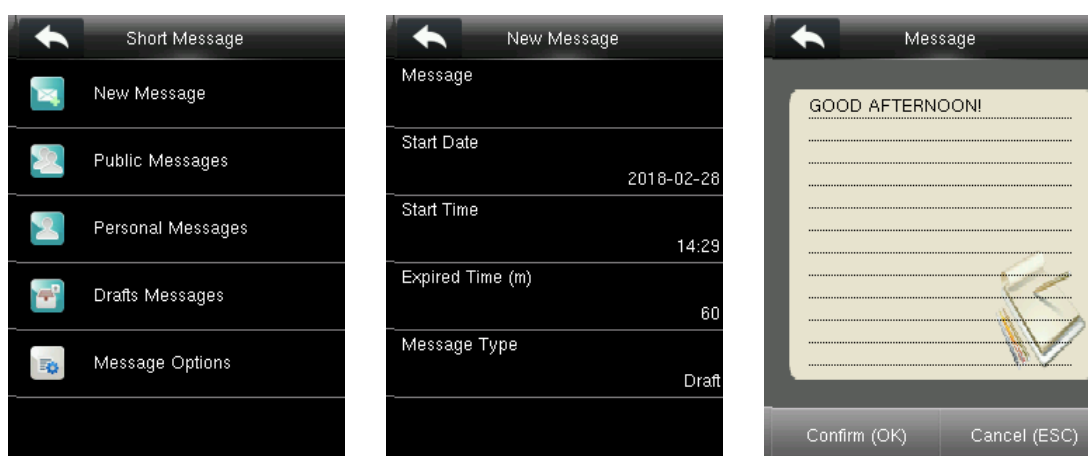 Short Message
New Message
Public Messages
Personal Messages
Drafts Messages
Message Options
New Message
Message
Start Date
2018-02-28
Start Time
14:29
Expired Time (m)
60
Message Type
Draft
Message
GOOD AFTERNOON!
Confirm (OK)
Cancel (ESC)